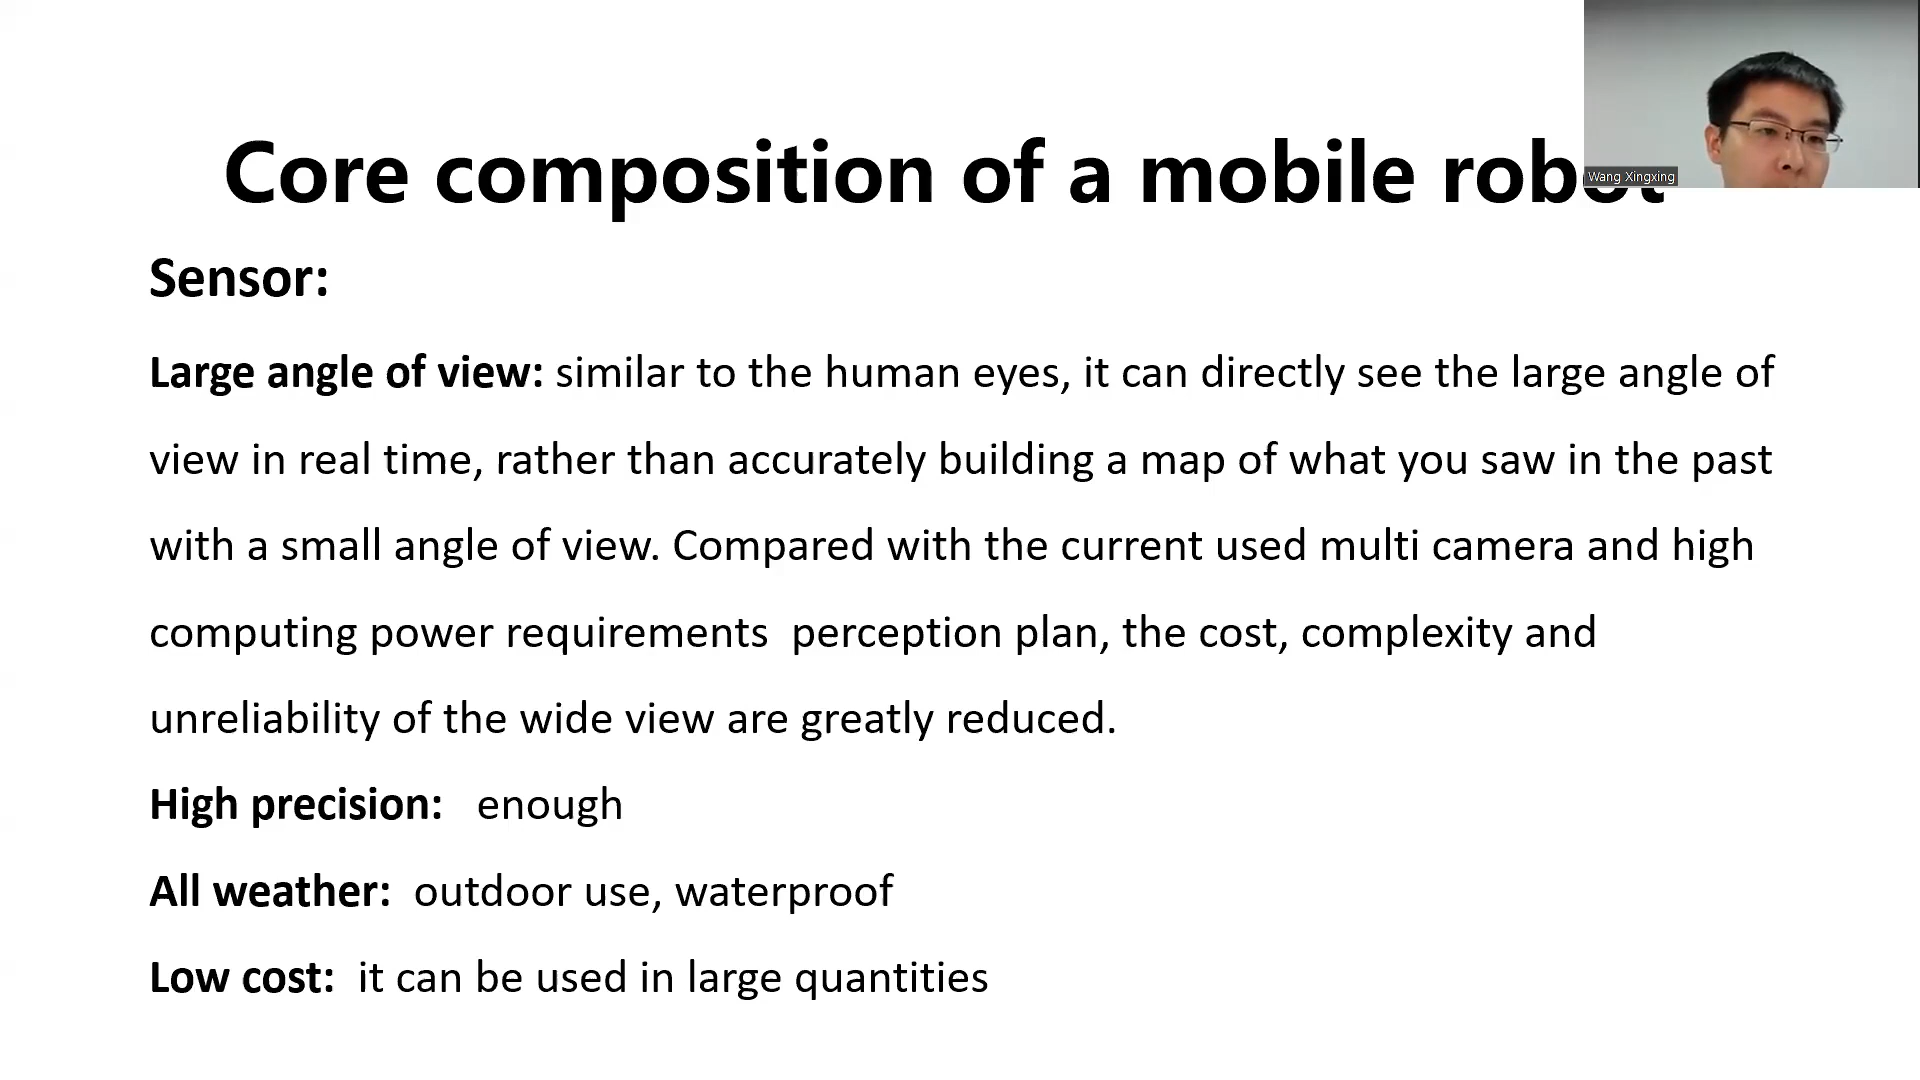 Core composition of a mobile robot
Wang Xingxing
Sensor:
Large angle of view: similar to the human eyes, it can directly see the large angle of
view in real time, rather than accurately building a map of what you saw in the past
with a small angle of view. Compared with the current used multi camera and high
computing power requirements  perception plan, the cost, complexity and
unreliability of the wide view are greatly reduced.
High precision:   enough
All weather:  outdoor use, waterproof
Low cost:  it can be used in large quantities